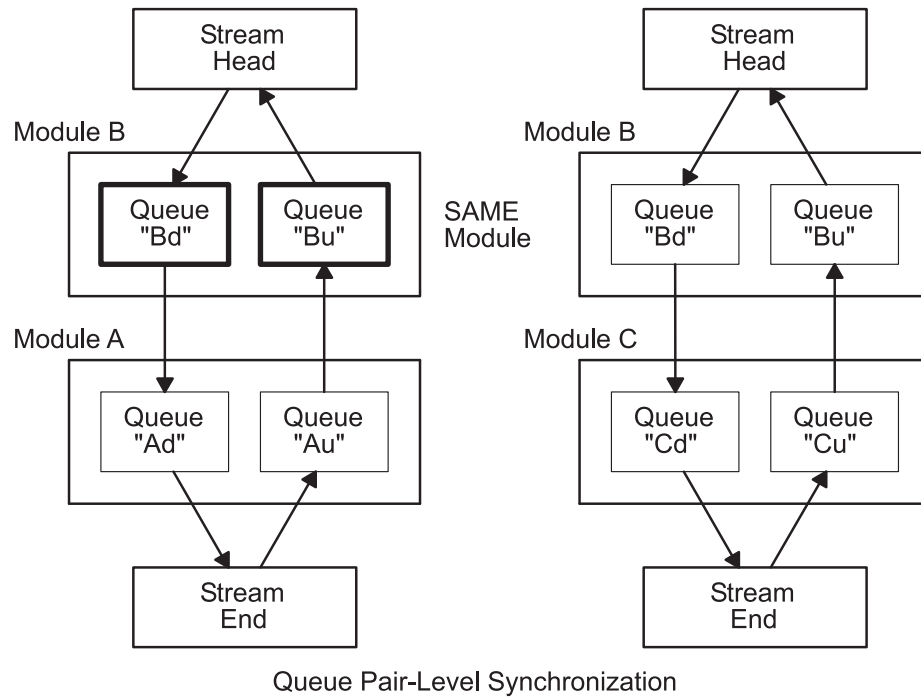 Stream
Head
Stream
Head
Module B
Module B
Queue
"Bd"
Queue
"Bu"
SAME
Module
Queue
"Bd"
Queue
"Bu"
Module A
Module C
Queue
"Ad"
Queue
"Au"
Queue
"Cd"
Queue
"Cu"
Stream
End
Stream
End
Queue Pair-Level Synchronization